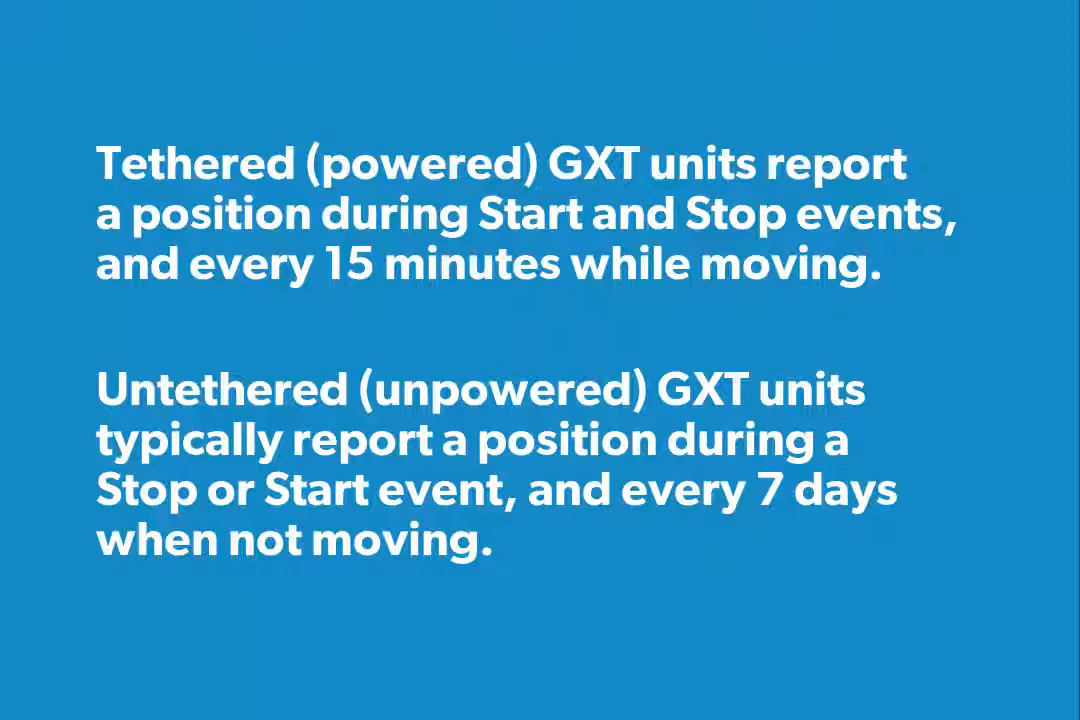 Tethered (powered) GXT units report
a position during Start and Stop events,
and every 15 minutes while moving.
Untethered (unpowered) GXT units
typically report a position during a
Stop or Start event, and every 7 days
when not moving.